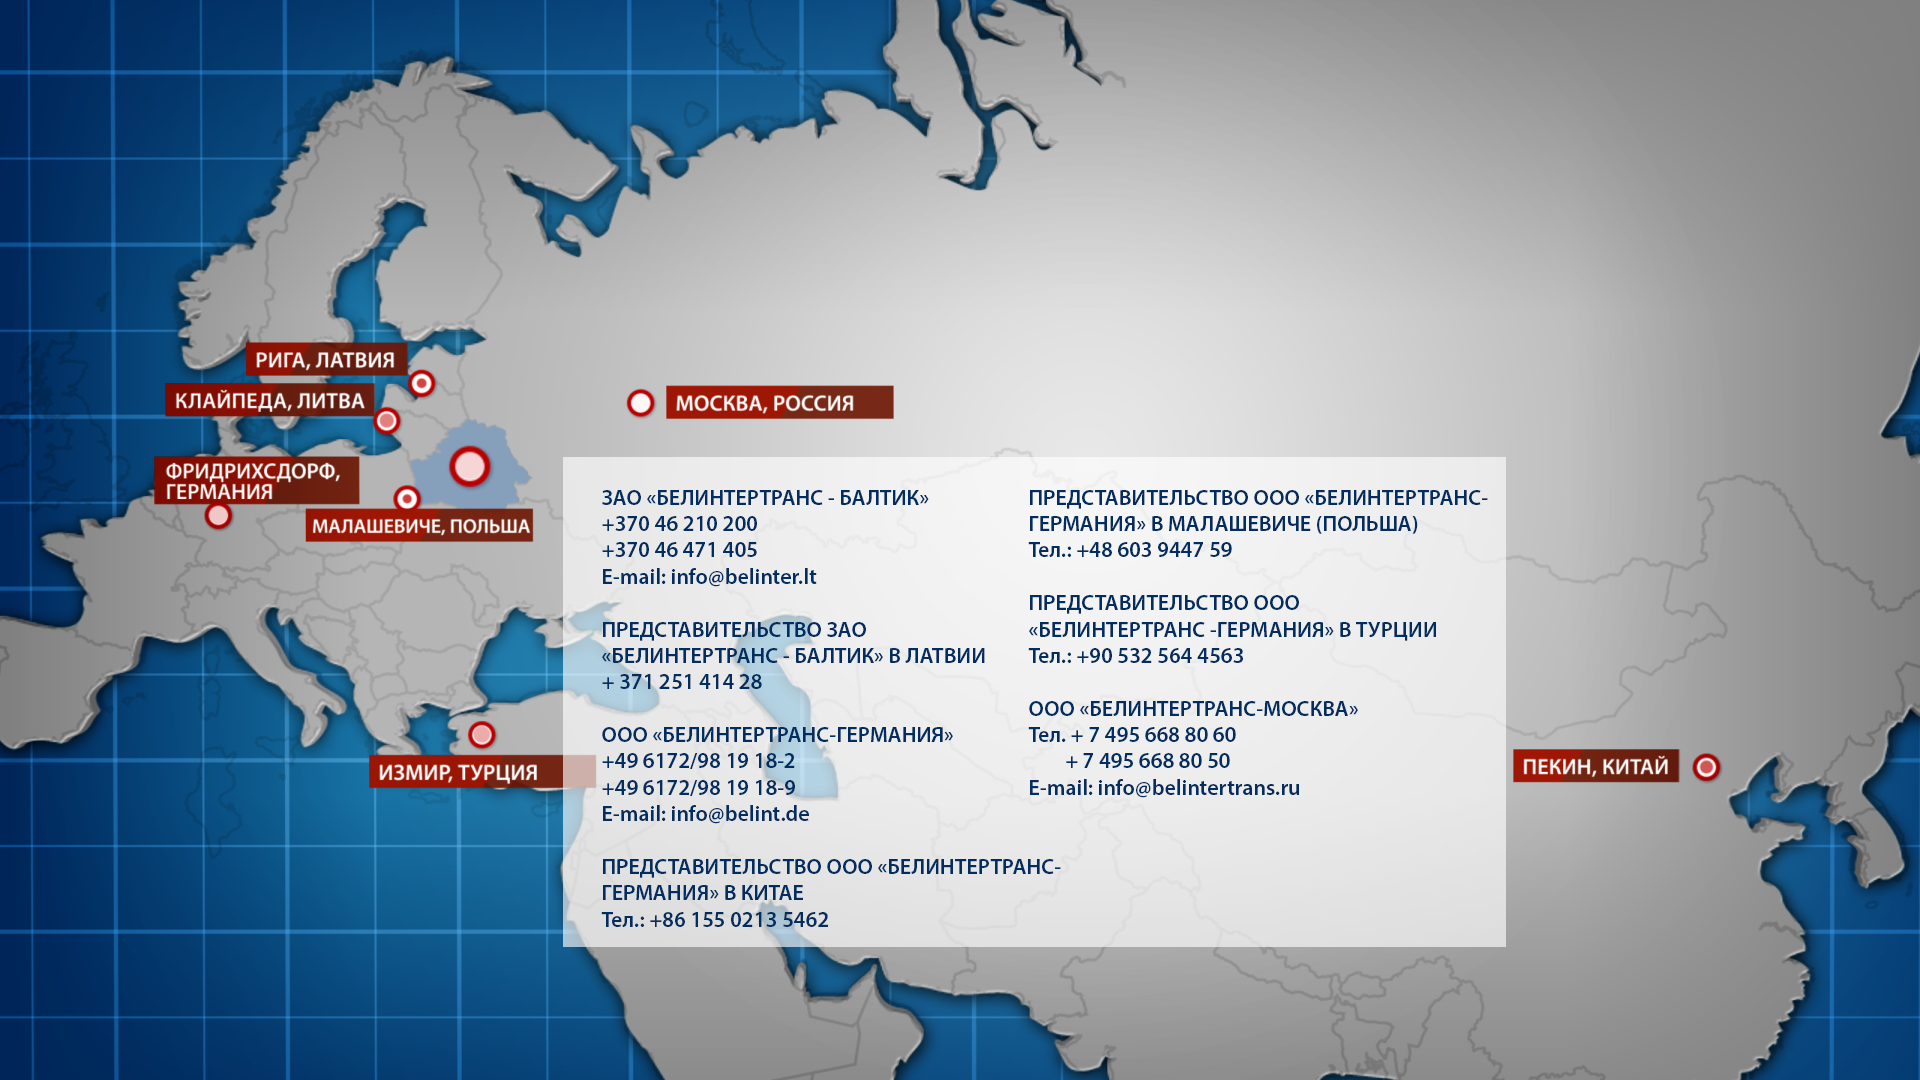 РИГА, ЛАТВИЯ
КЛАЙПЕДА, ЛИТВА
МОСКВА, РОССИЯ
ФРИДРИХСДОРФ,
ГЕРМАНИЯ
МАЛАШЕВИЧЕ, ПОЛЬША
ИЗМИР, ТУРЦИЯ
ПЕКИН, КИТАЙ
ЗАО «БЕЛИНТЕРТРАНС - БАЛТИК»
+370 46 210 200
+370 46 471 405
E-mail: info@belinter.lt
ПРЕДСТАВИТЕЛЬСТВО ЗАО
«БЕЛИНТЕРТРАНС - БАЛТИК» В ЛАТВИИ
+ 371 251 414 28
ООО «БЕЛИНТЕРТРАНС-ГЕРМАНИЯ»
+49 6172/98 19 18-2
+49 6172/98 19 18-9
E-mail: info@belint.de
ПРЕДСТАВИТЕЛЬСТВО ООО «БЕЛИНТЕРТРАНС-
ГЕРМАНИЯ» В КИТАЕ
Тел.: +86 155 0213 5462
ПРЕДСТАВИТЕЛЬСТВО ООО «БЕЛИНТЕРТРАНС-
ГЕРМАНИЯ» В МАЛАШЕВИЧЕ (ПОЛЬША)
Тел.: +48 603 9447 59
ПРЕДСТАВИТЕЛЬСТВО ООО
«БЕЛИНТЕРТРАНС -ГЕРМАНИЯ» В ТУРЦИИ
Тел.: +90 532 564 4563
ООО «БЕЛИНТЕРТРАНС-МОСКВА»
Тел. + 7 495 668 80 60
+ 7 495 668 80 50
E-mail: info@belintertrans.ru